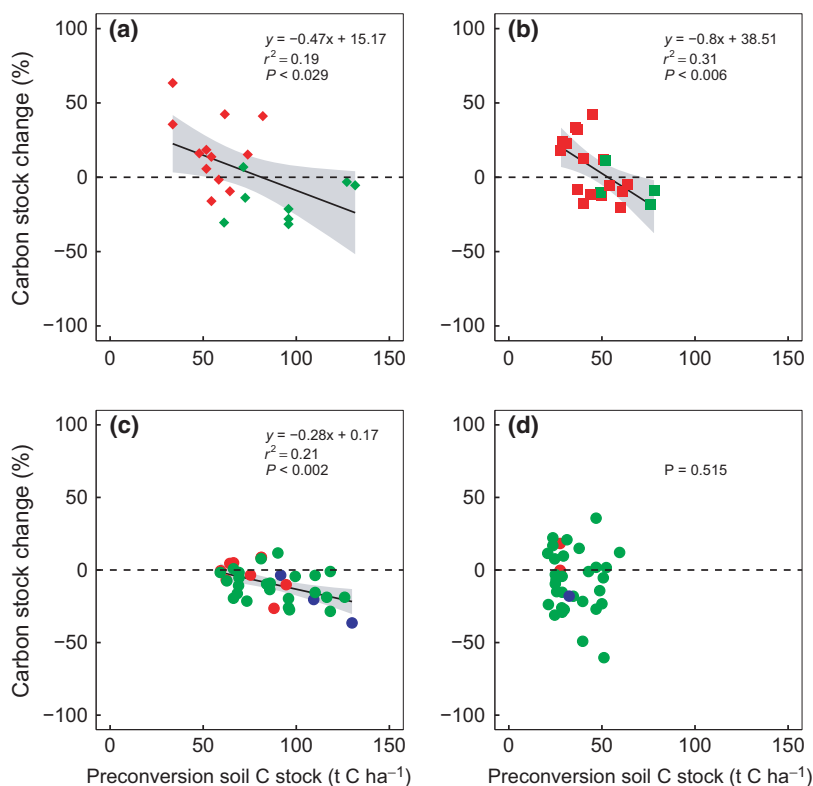 (a)
y = −0.47x + 15.17
r² = 0.19
P < 0.029
(b)
y = −0.8x + 38.51
r² = 0.31
P < 0.006
100
50
0
−50
−100
Carbon stock change (%)
0 50 100 150
100
50
0
−50
−100
0 50 100 150
(c)
y = −0.28x + 0.17
r² = 0.21
P < 0.002
(d)
P = 0.515
100
50
0
−50
−100
Carbon stock change (%)
0 50 100 150
Preconversion soil C stock (t C ha⁻¹)
100
50
0
−50
−100
0 50 100 150
Preconversion soil C stock (t C ha⁻¹)